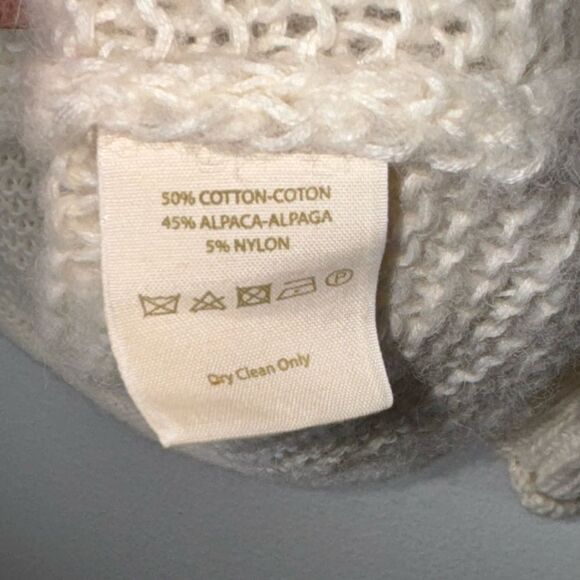 50% COTTON-COTON
45% ALPACA-ALPAGA
5% NYLON
P
Dry Clean Only